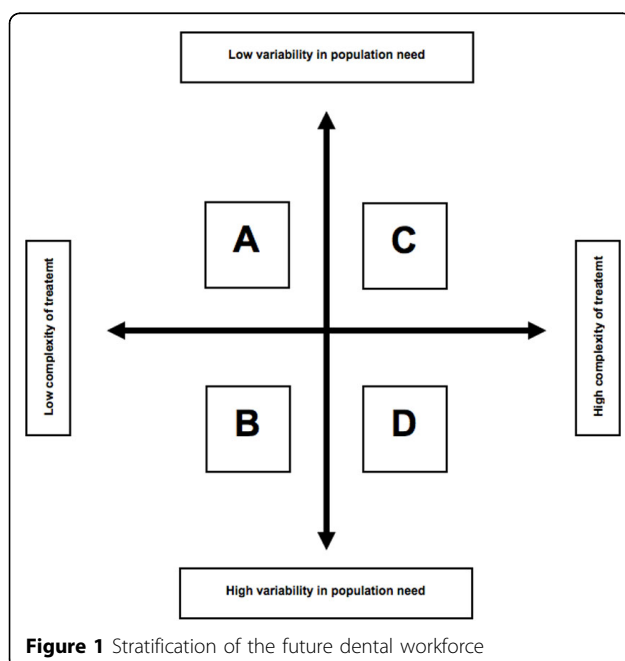 Low variability in population need
A
C
Low complexity of treatemt
High complexity of treatemt
B
D
High variability in population need
Figure 1 Stratification of the future dental workforce